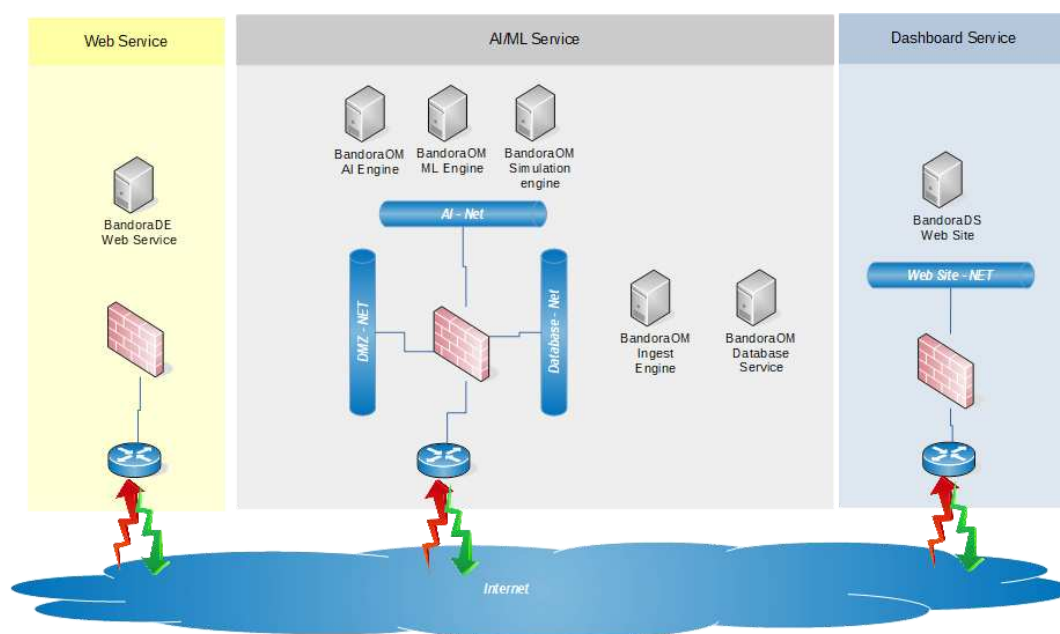 Web Service
AI/ML Service
Dashboard Service
BandoraOM
AI Engine
BandoraOM
ML Engine
BandoraOM
Simulation
engine
BandoraDE
Web Service
BandoraDS
Web Site
AI - Net
Web Site - NET
DMZ - NET
Database - Net
BandoraOM
Ingest
Engine
BandoraOM
Database
Service
Internet